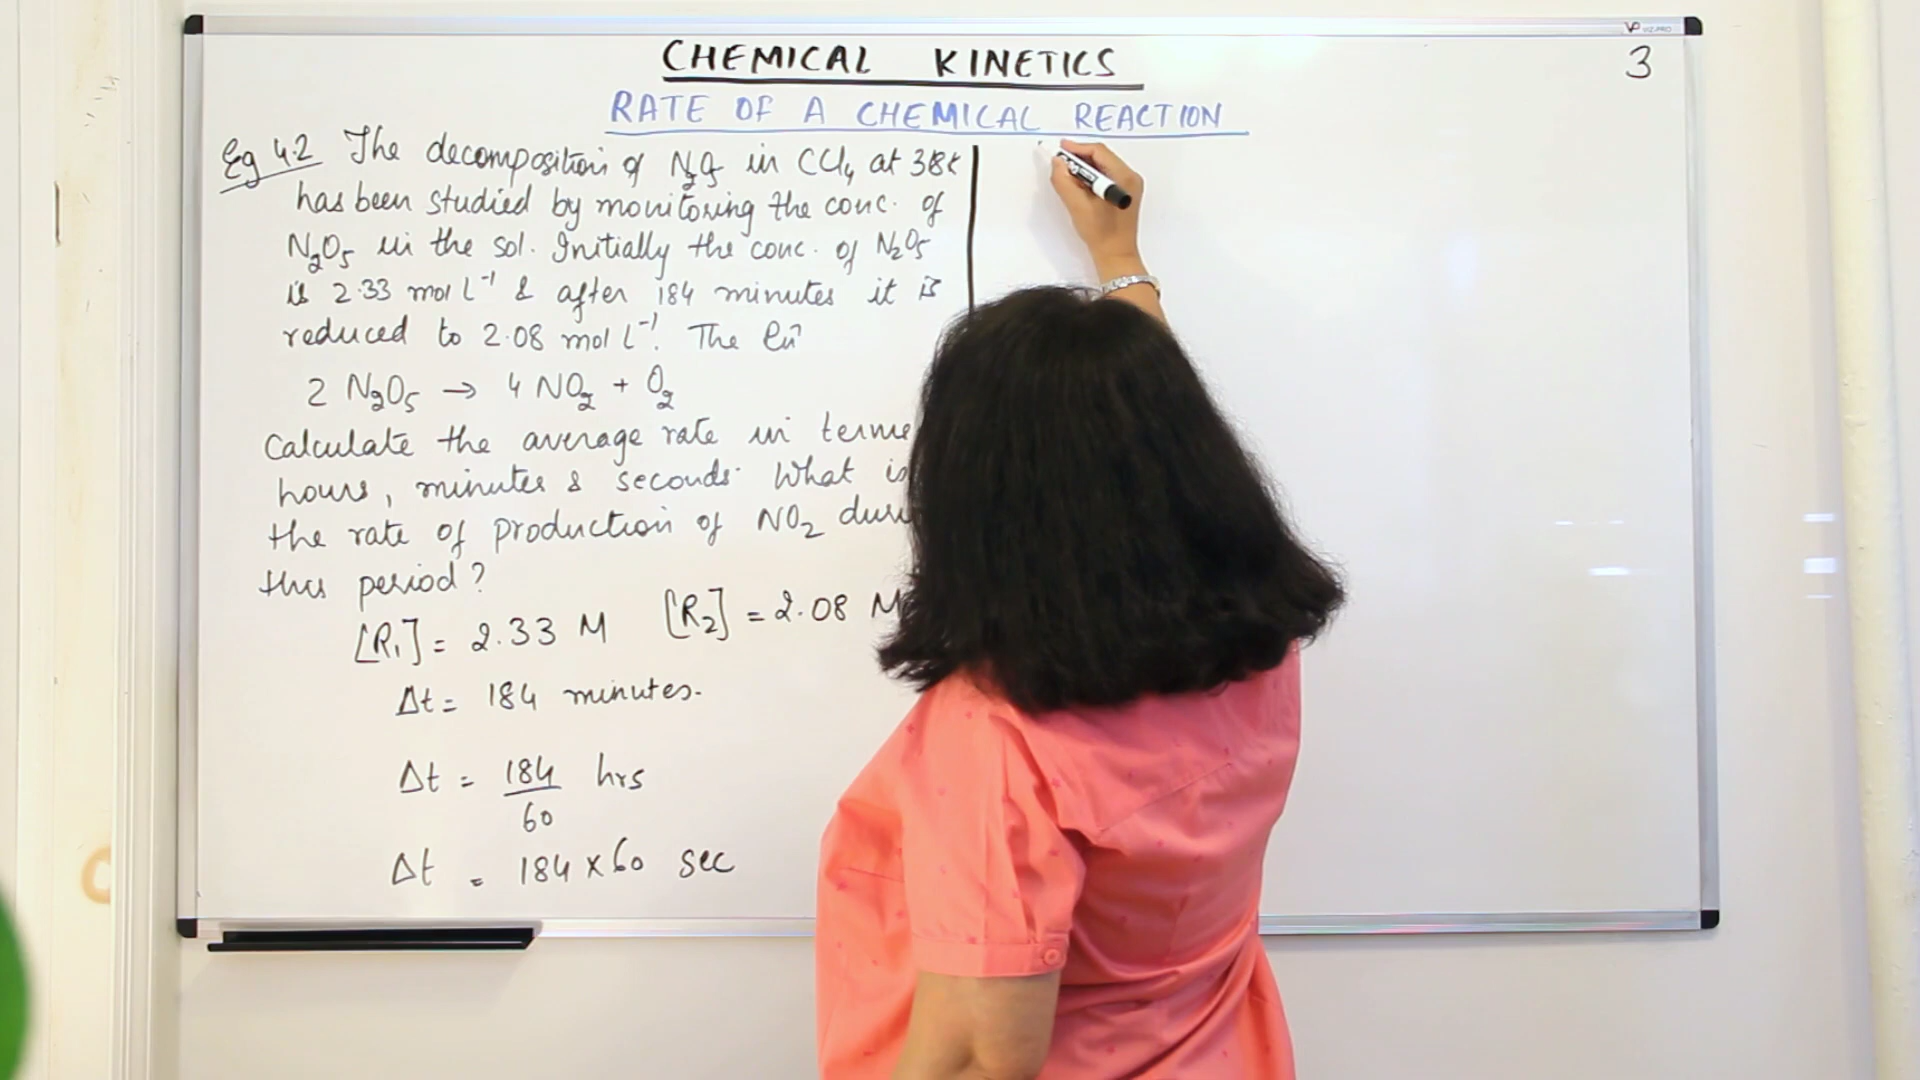 VIZ-PRO
CHEMICAL KINETICS
3
RATE OF A CHEMICAL REACTION
Eg 4.2 The decomposition of N2O5 in CCl4 at 318K
has been studied by monitoring the conc. of
N2O5 in the sol. Initially the conc. of N2O5
is 2.33 mol L⁻¹ & after 184 minutes it is
reduced to 2.08 mol L⁻¹. The
2 N2O5 → 4 NO2 + O2
Calculate the average rate in terms
hours, minutes & seconds. What is
the rate of production of NO2
this period?
[R1] = 2.33 M [R2] = 2.08 M
Δt = 184 minutes.
Δt = 184/60 hrs
Δt = 184 x 60 sec